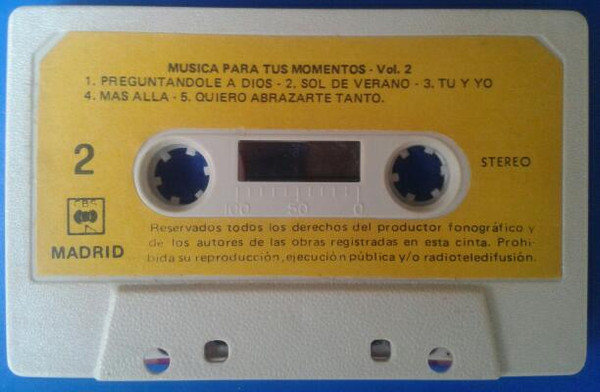 MUSICA PARA TUS MOMENTOS - Vol. 2
1. PREGUNTANDOLE A DIOS - 2. SOL DE VERANO - 3. TU Y YO
4. MAS ALLA - 5. QUIERO ABRAZARTE TANTO.
2
STEREO
100 50 0
CBS
MADRID
Reservados todos los derechos del productor fonográfico y
de los autores de las obras registradas en esta cinta. Prohi-
bida su reproducción, ejecución pública y/o radioteledifusión.